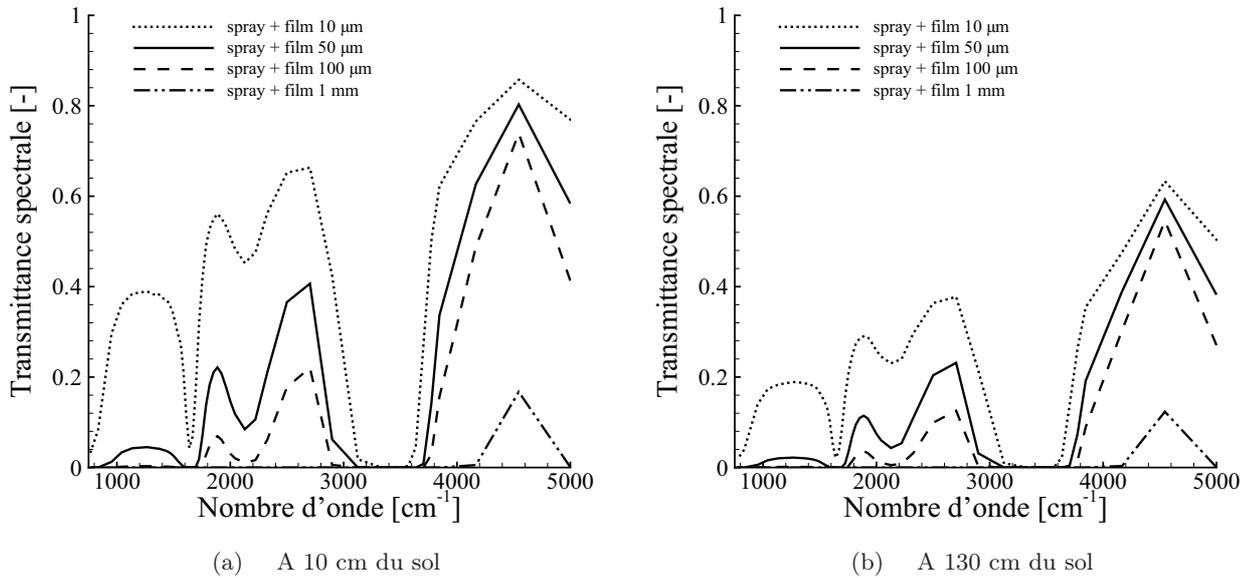 1
0.8
0.6
0.4
0.2
0
Transmittance spectrale [-]
spray + film 10 μm
spray + film 50 μm
spray + film 100 μm
spray + film 1 mm
1000 2000 3000 4000 5000
Nombre d’onde [cm-1]
(a) A 10 cm du sol
1
0.8
0.6
0.4
0.2
0
Transmittance spectrale [-]
spray + film 10 μm
spray + film 50 μm
spray + film 100 μm
spray + film 1 mm
1000 2000 3000 4000 5000
Nombre d’onde [cm-1]
(b) A 130 cm du sol